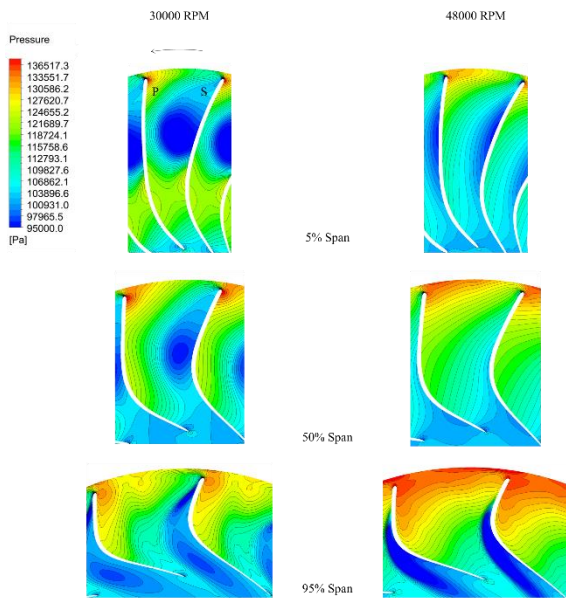 30000 RPM
48000 RPM
Pressure
136517.3
133551.7
130586.2
127620.7
124655.2
121689.7
118724.1
115758.6
112793.1
109827.6
106862.1
103896.6
100931.0
97965.5
95000.0
[Pa]
P
S
5% Span
50% Span
95% Span